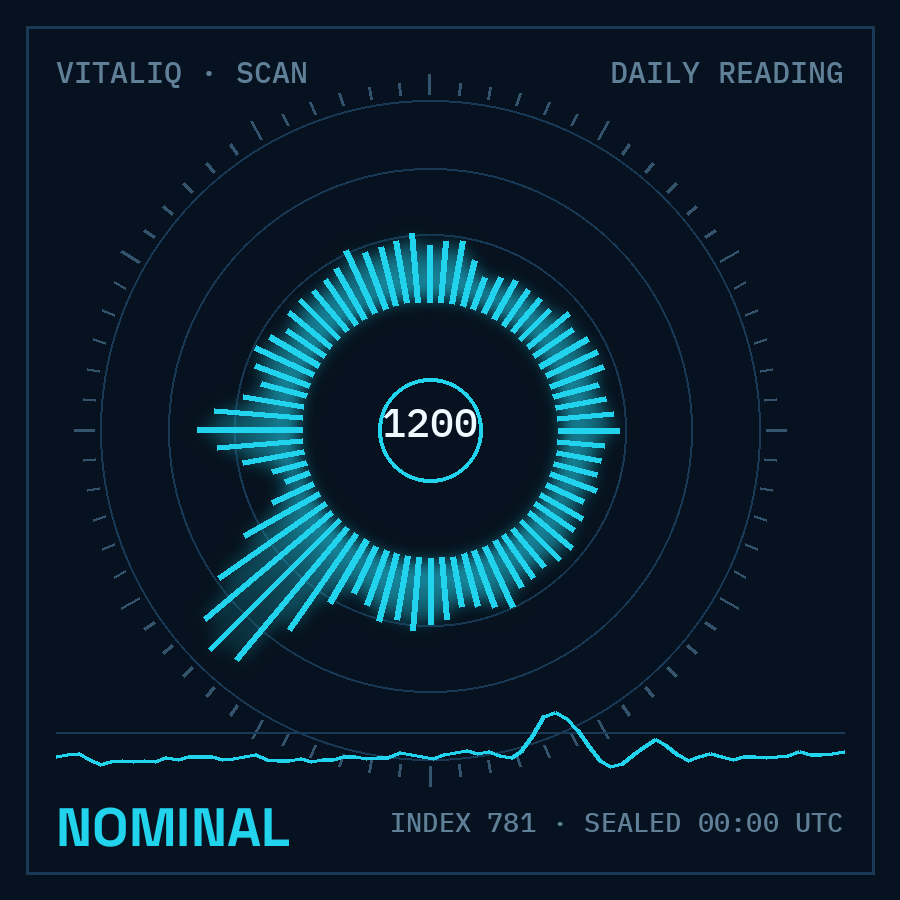 VITALIQ · SCAN
DAILY READING
1200
NOMINAL
INDEX 781 · SEALED 00:00 UTC